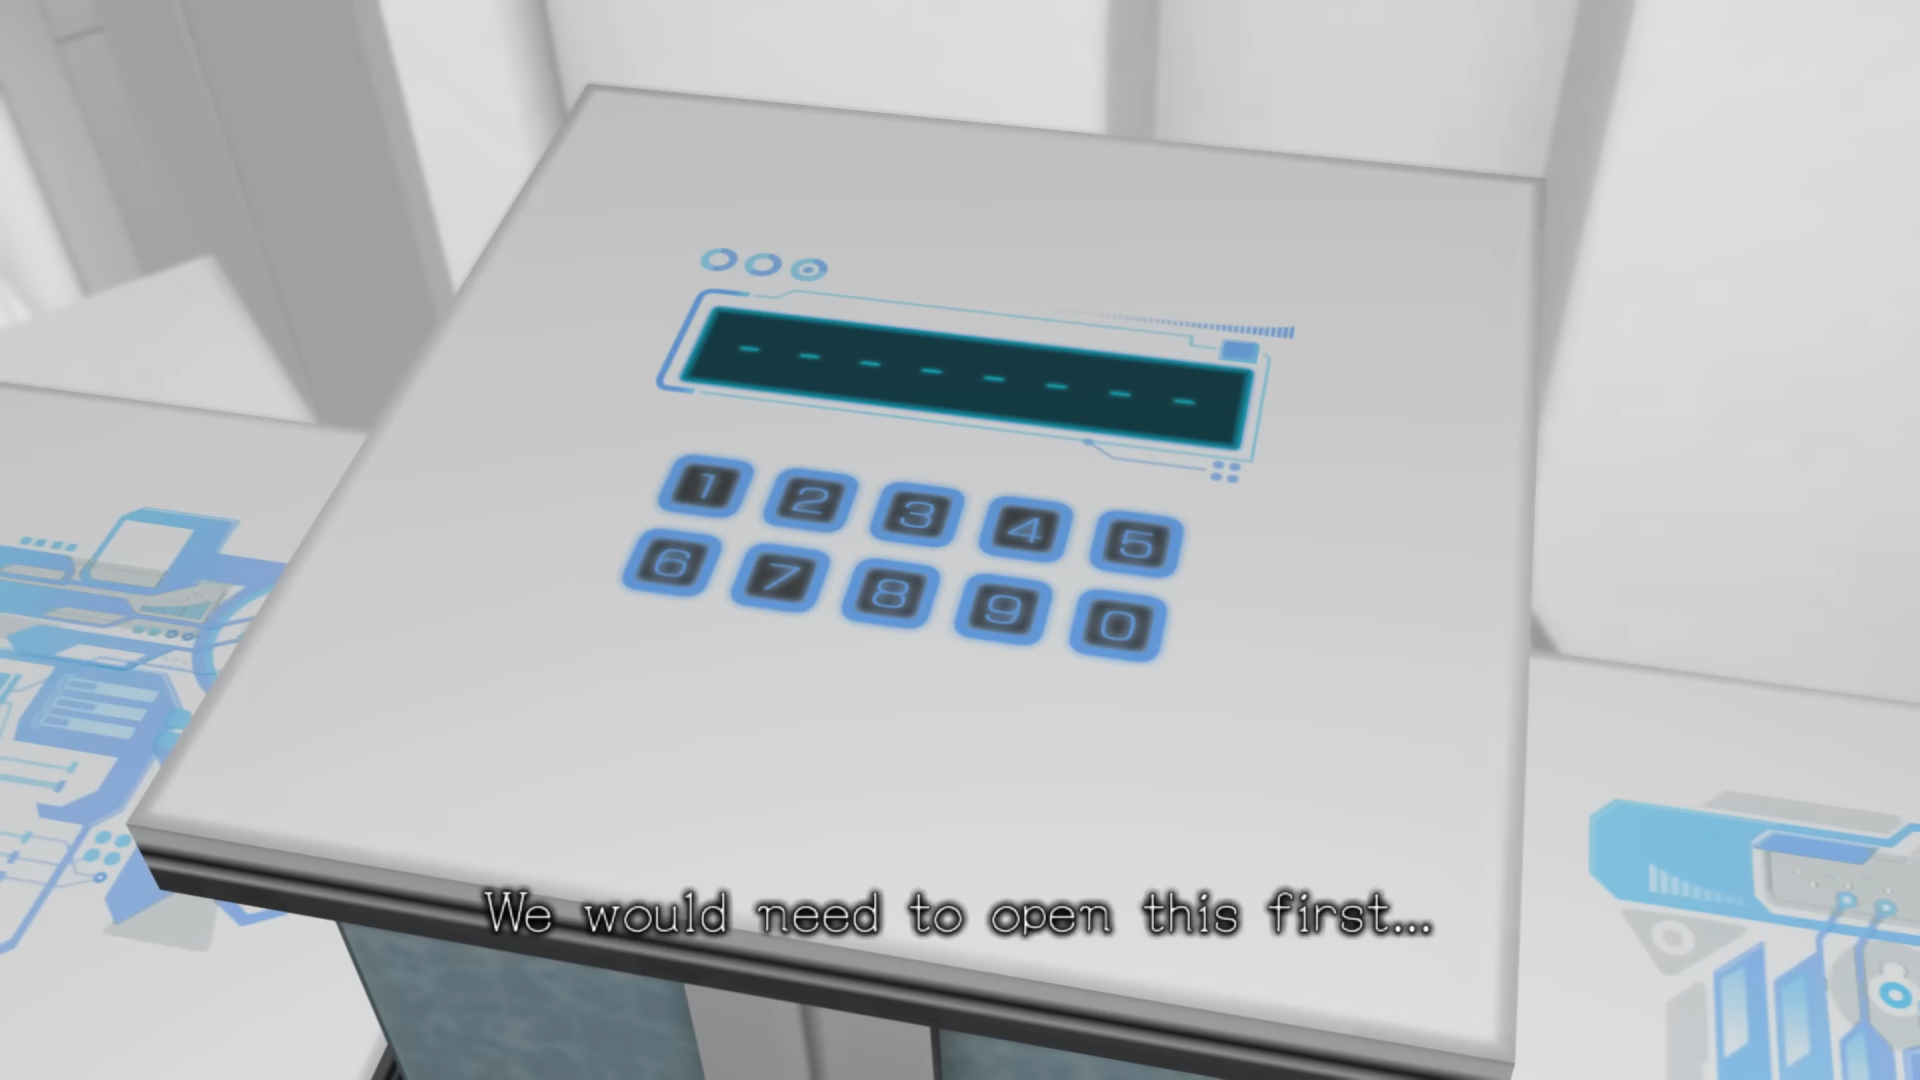 - - - - - - - -
1 2 3 4 5
6 7 8 9 0
We would need to open this first...